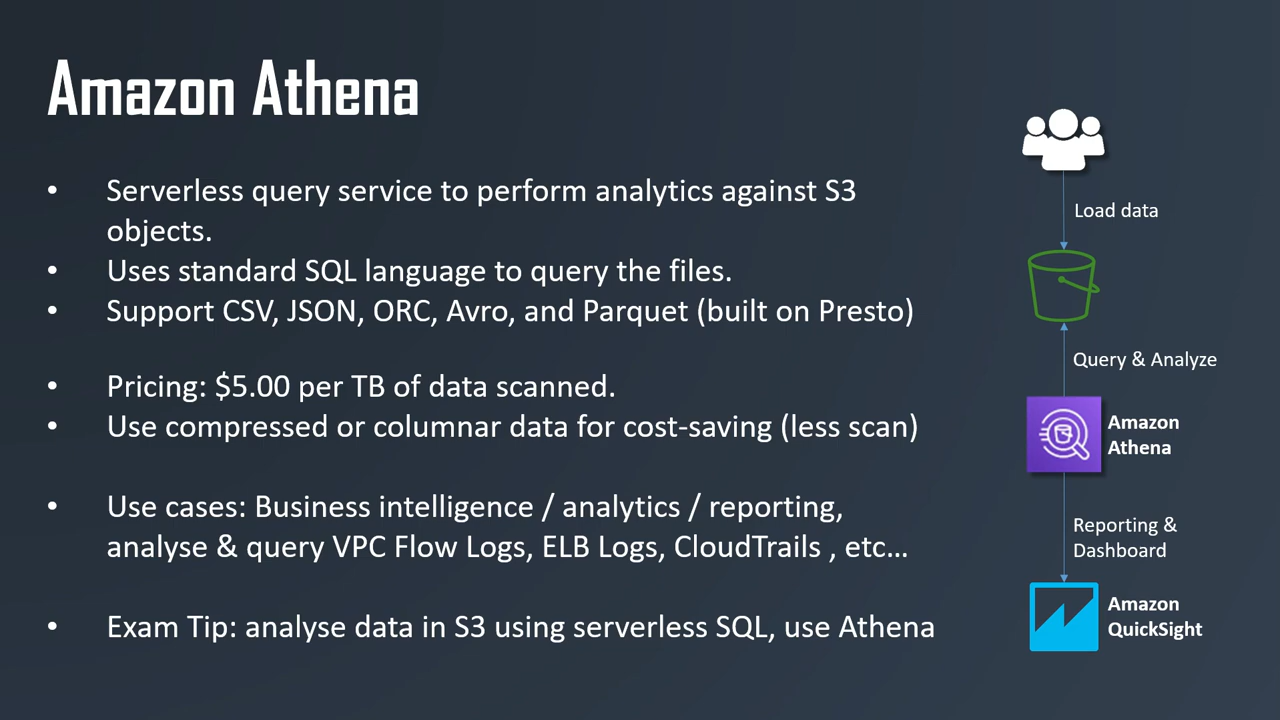 Amazon Athena
• Serverless query service to perform analytics against S3
objects.
• Uses standard SQL language to query the files.
• Support CSV, JSON, ORC, Avro, and Parquet (built on Presto)
• Pricing: $5.00 per TB of data scanned.
• Use compressed or columnar data for cost-saving (less scan)
• Use cases: Business intelligence / analytics / reporting,
analyse & query VPC Flow Logs, ELB Logs, CloudTrails , etc...
• Exam Tip: analyse data in S3 using serverless SQL, use Athena
Load data
Query & Analyze
Amazon
Athena
Reporting &
Dashboard
Amazon
QuickSight